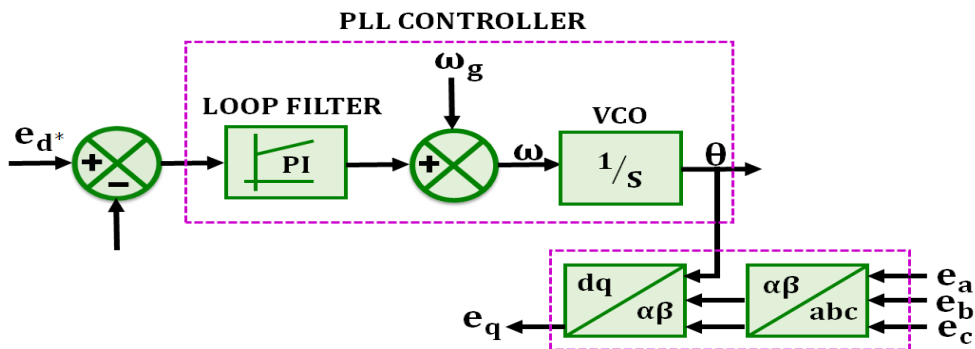 PLL CONTROLLER
ωg
LOOP FILTER
VCO
ed*
+
−
PI
+
ω
1/s
θ
dq
αβ
αβ
abc
ea
eb
ec
eq